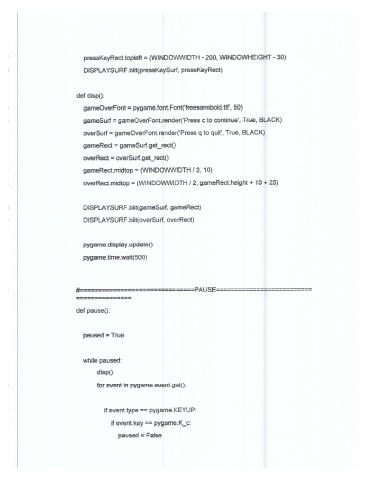 pressKeyRect.topleft = (WINDOWWIDTH - 200, WINDOWHEIGHT - 30)
DISPLAYSURF.blit(pressKeySurf, pressKeyRect)
def disp():
gameOverFont = pygame.font.Font('freesansbold.ttf', 50)
gameSurf = gameOverFont.render('Press c to continue', True, BLACK)
overSurf = gameOverFont.render('Press q to quit', True, BLACK)
gameRect = gameSurf.get_rect()
overRect = overSurf.get_rect()
gameRect.midtop = (WINDOWWIDTH / 2, 10)
overRect.midtop = (WINDOWWIDTH / 2, gameRect.height + 10 + 25)
DISPLAYSURF.blit(gameSurf, gameRect)
DISPLAYSURF.blit(overSurf, overRect)
pygame.display.update()
pygame.time.wait(500)
#==============================PAUSE=========================
===============
def pause():
paused = True
while paused:
disp()
for event in pygame.event.get():
if event.type == pygame.KEYUP:
if event.key == pygame.K_c:
paused = False